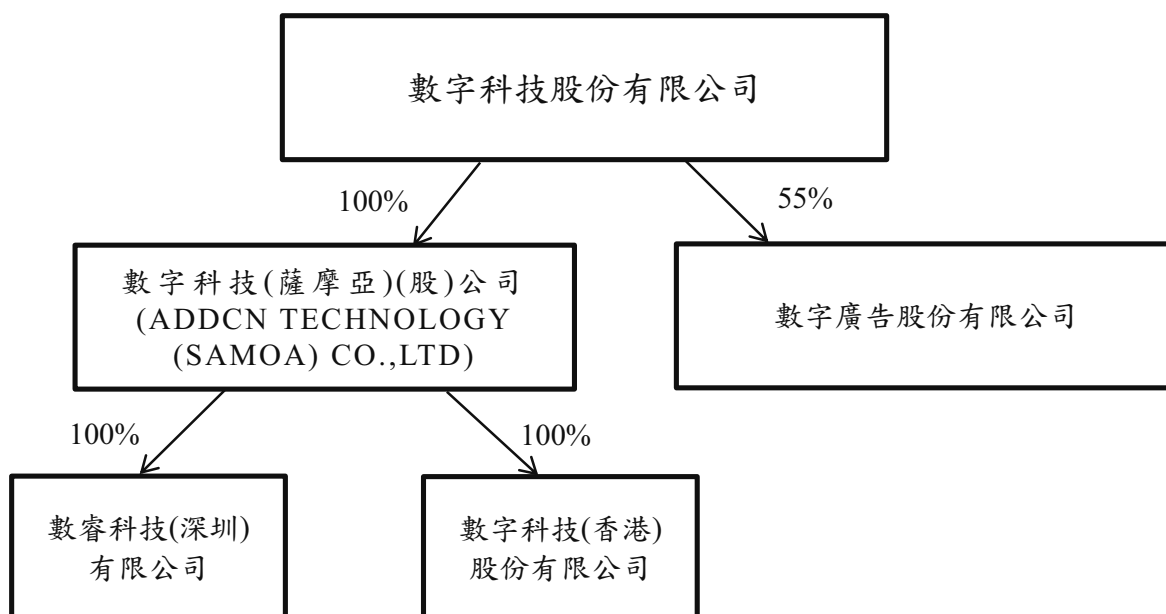 數字科技股份有限公司
100%
55%
數字科技(薩摩亞)(股)公司
(ADDCN TECHNOLOGY
(SAMOA) CO.,LTD)
數字廣告股份有限公司
100%
100%
數睿科技(深圳)
有限公司
數字科技(香港)
股份有限公司